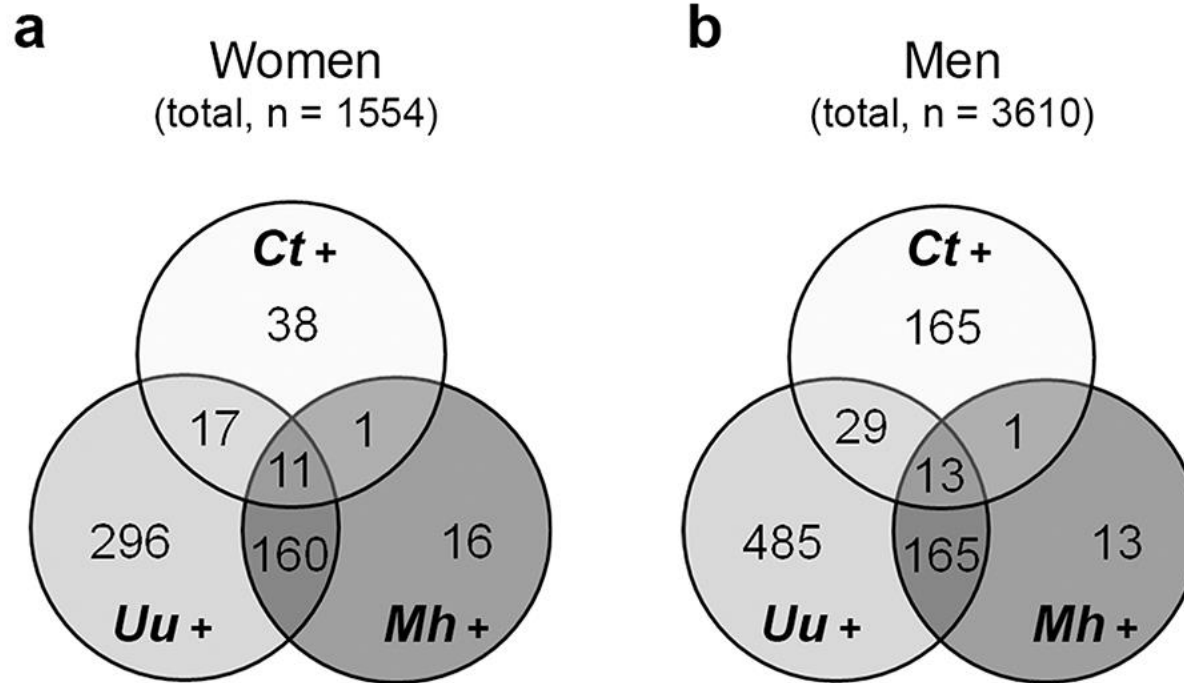 a
Women
(total, n = 1554)
Ct +
38
17
1
11
296
160
16
Uu +
Mh +
b
Men
(total, n = 3610)
Ct +
165
29
1
13
485
165
13
Uu +
Mh +